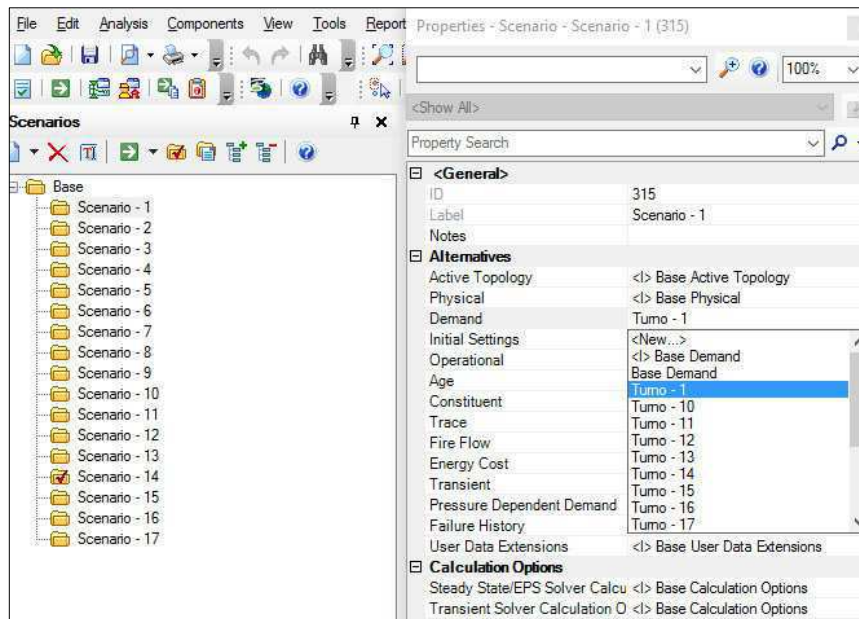 File Edit Analysis Components View Tools Report
Scenarios
Base
Scenario - 1
Scenario - 2
Scenario - 3
Scenario - 4
Scenario - 5
Scenario - 6
Scenario - 7
Scenario - 8
Scenario - 9
Scenario - 10
Scenario - 11
Scenario - 12
Scenario - 13
Scenario - 14
Scenario - 15
Scenario - 16
Scenario - 17
Properties - Scenario - Scenario - 1 (315)
100%
<Show All>
Property Search
<General>
ID 315
Label Scenario - 1
Notes
Alternatives
Active Topology <I> Base Active Topology
Physical <I> Base Physical
Demand Turno - 1
Initial Settings
Operational
Age
Constituent
Trace
Fire Flow
Energy Cost
Transient
Pressure Dependent Demand
Failure History
<New...>
<I> Base Demand
Base Demand
Turno - 1
Turno - 10
Turno - 11
Turno - 12
Turno - 13
Turno - 14
Turno - 15
Turno - 16
Turno - 17
User Data Extensions <I> Base User Data Extensions
Calculation Options
Steady State/EPS Solver Calcu <I> Base Calculation Options
Transient Solver Calculation O <I> Base Calculation Options